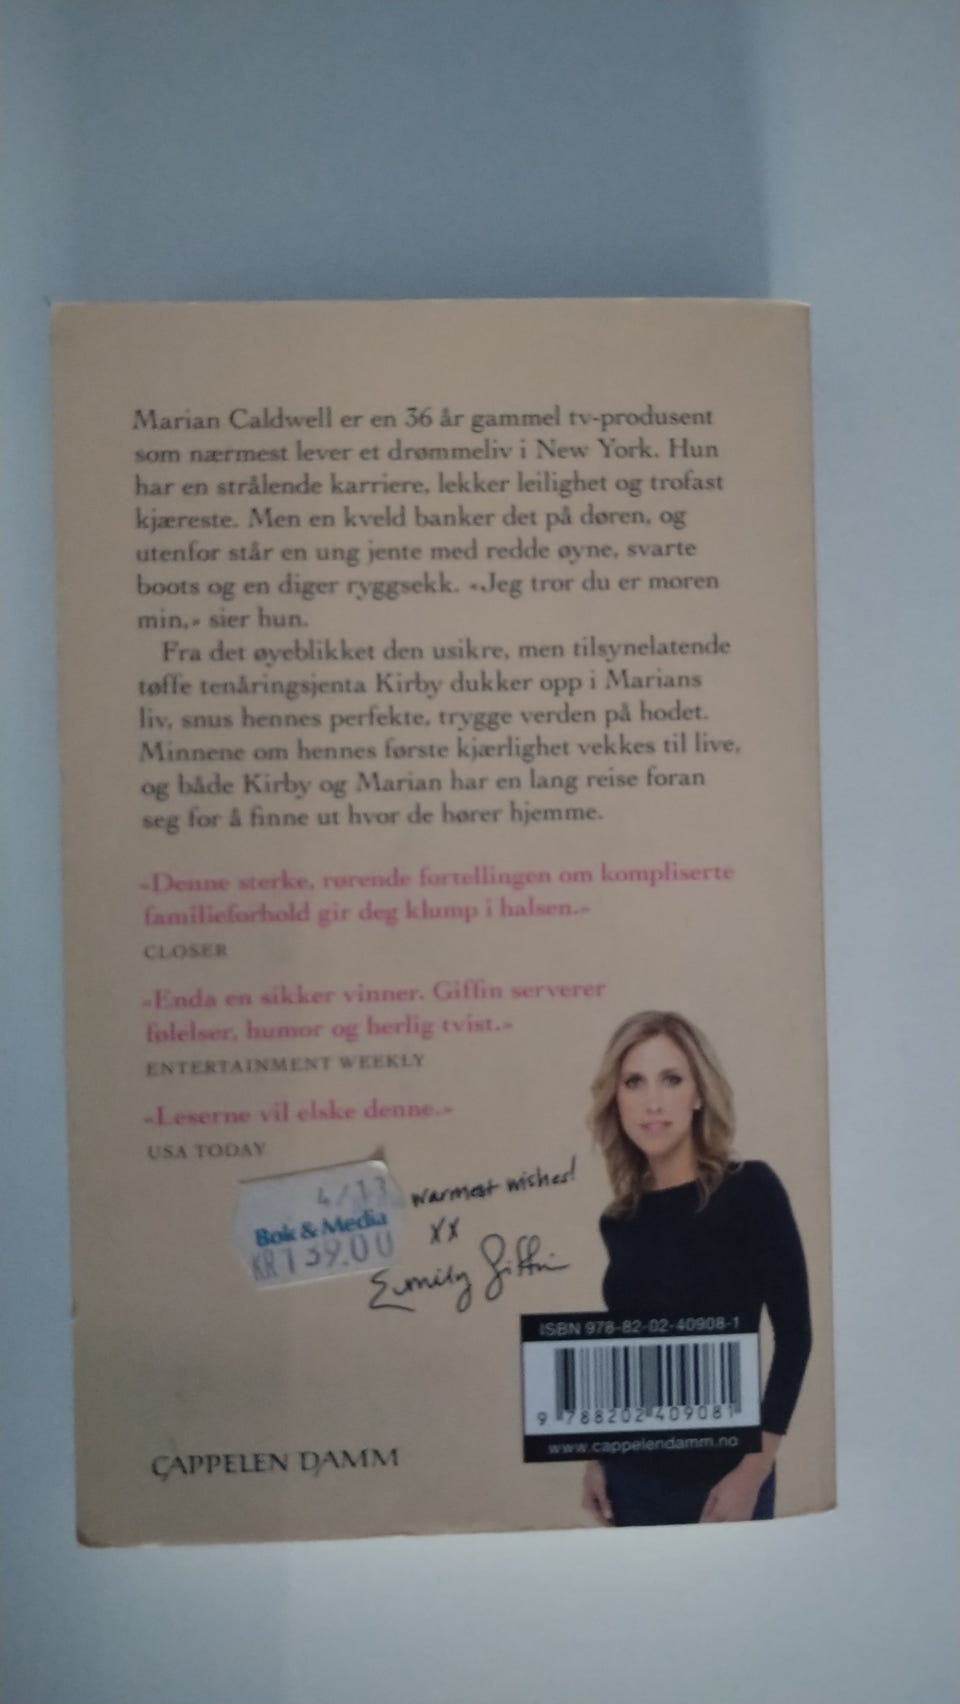 Marian Caldwell er en 36 år gammel tv-produsent
som nærmest lever et drømmeliv i New York. Hun
har en strålende karriere, lekker leilighet og trofast
kjæreste. Men en kveld banker det på døren, og
utenfor står en ung jente med redde øyne, svarte
boots og en diger ryggsekk. «Jeg tror du er moren
min,» sier hun.
Fra det øyeblikket den usikre, men tilsynelatende
tøffe tenåringsjenta Kirby dukker opp i Marians
liv, snus hennes perfekte, trygge verden på hodet.
Minnene om hennes første kjærlighet vekkes til live,
og både Kirby og Marian har en lang reise foran
seg for å finne ut hvor de hører hjemme.
«Denne sterke, rørende fortellingen om kompliserte
familieforhold gir deg klump i halsen.»
CLOSER
«Enda en sikker vinner. Giffin serverer
følelser, humor og herlig tvist.»
ENTERTAINMENT WEEKLY
«Leserne vil elske denne.»
USA TODAY
4/13
Bok & Media
KR139.00
warmest wishes!
xx
Emily Giffin
ISBN 978-82-02-40908-1
9 788202 409081
www.cappelendamm.no
CAPPELEN DAMM